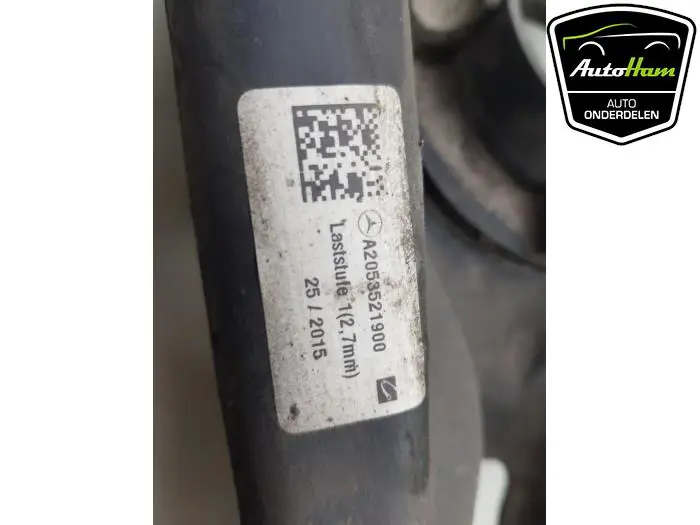 A2053521900
Laststufe 1(2,7mm)
25 / 2015
AutoHam
AUTO
ONDERDELEN